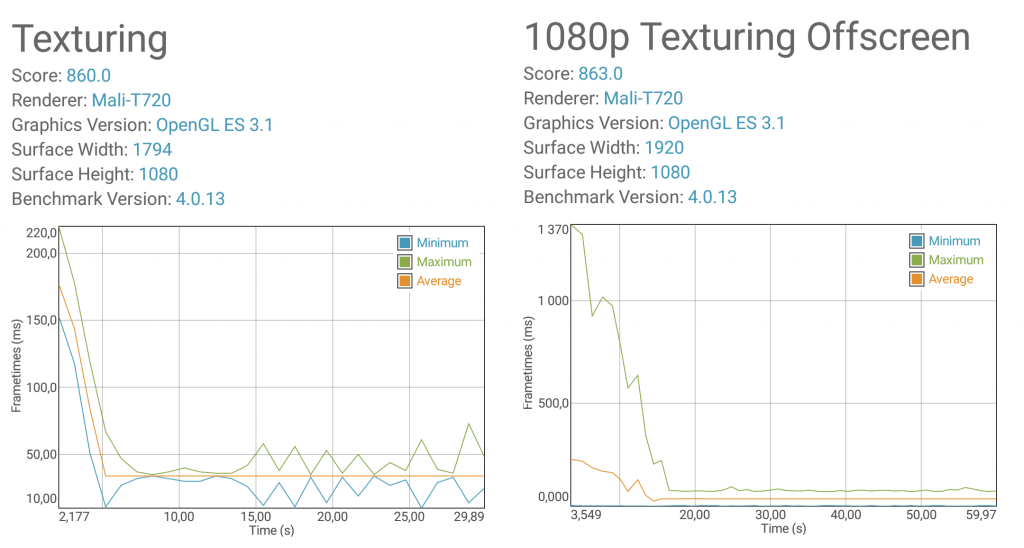 Texturing
Score: 860.0
Renderer: Mali-T720
Graphics Version: OpenGL ES 3.1
Surface Width: 1794
Surface Height: 1080
Benchmark Version: 4.0.13
220,0
200,0
150,0
100,0
50,00
10,00
Frametimes (ms)
Minimum
Maximum
Average
2,177 10,00 15,00 20,00 25,00 29,89
Time (s)
1080p Texturing Offscreen
Score: 863.0
Renderer: Mali-T720
Graphics Version: OpenGL ES 3.1
Surface Width: 1920
Surface Height: 1080
Benchmark Version: 4.0.13
1 370
1 000
500,0
0,000
Frametimes (ms)
Minimum
Maximum
Average
3,549 20,00 30,00 40,00 50,00 59,97
Time (s)